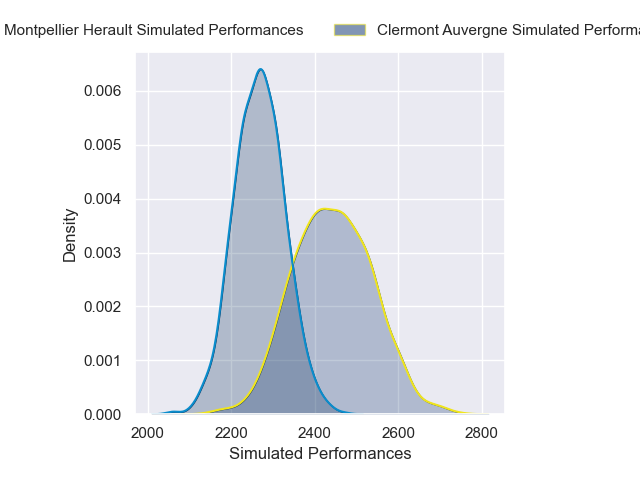 Montpellier Herault Simulated Performances
Clermont Auvergne Simulated Performa
0.006
0.005
0.004
0.003
0.002
0.001
0.000
Density
2000 2200 2400 2600 2800
Simulated Performances